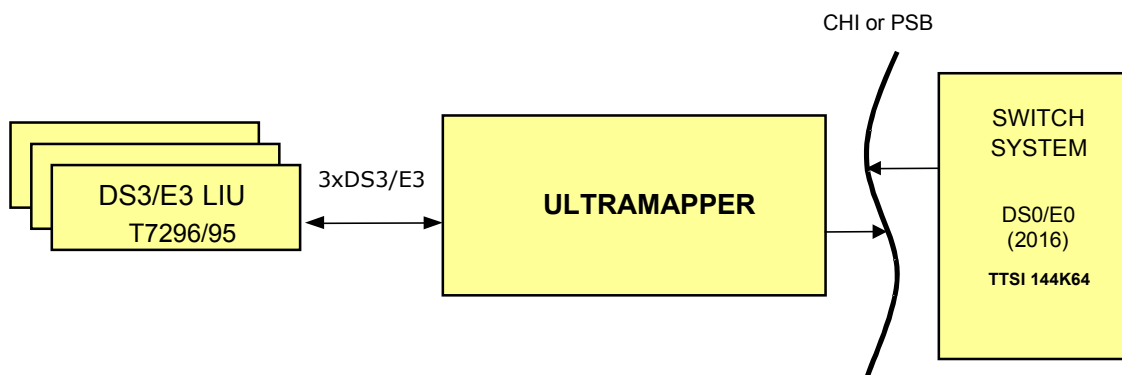 CHI or PSB
DS3/E3 LIU
T7296/95
3xDS3/E3
ULTRAMAPPER
SWITCH
SYSTEM
DS0/E0
(2016)
TTSI 144K64